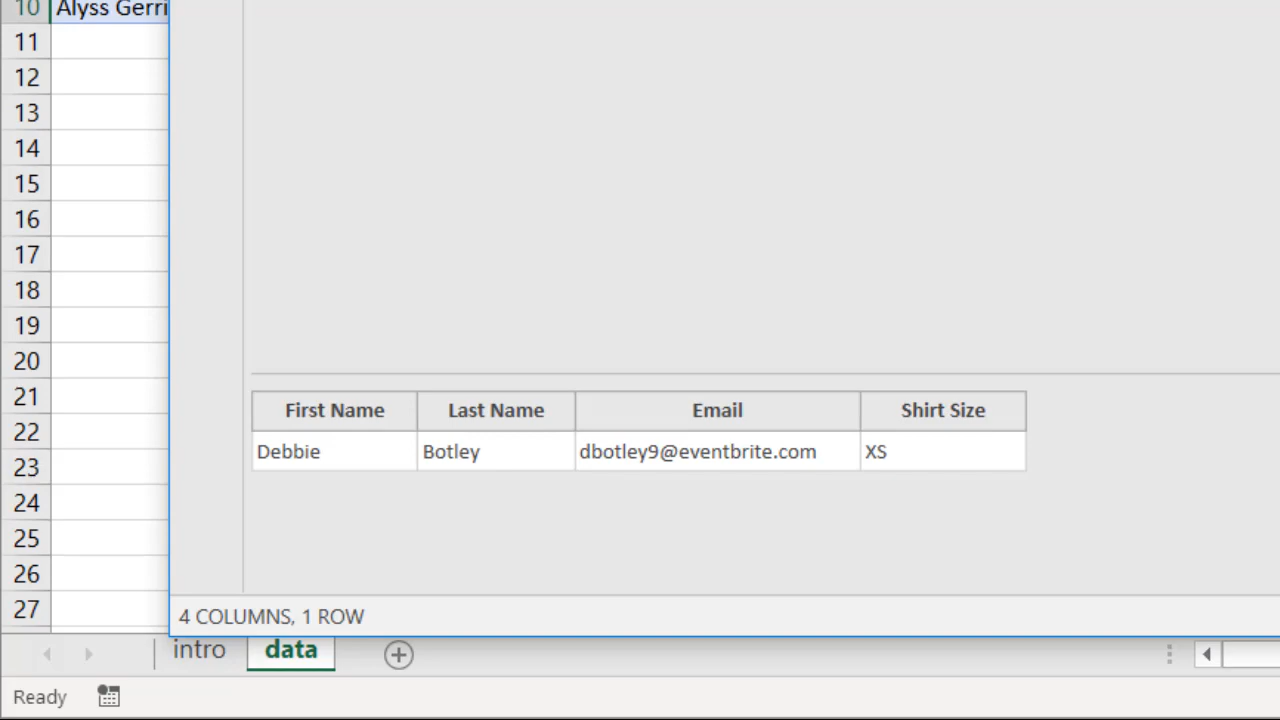 10 Alyss Gerri
11
12
13
14
15
16
17
18
19
20
21
22
23
24
25
26
27
First Name Last Name Email Shirt Size
Debbie Botley dbotley9@eventbrite.com XS
4 COLUMNS, 1 ROW
intro data
Ready